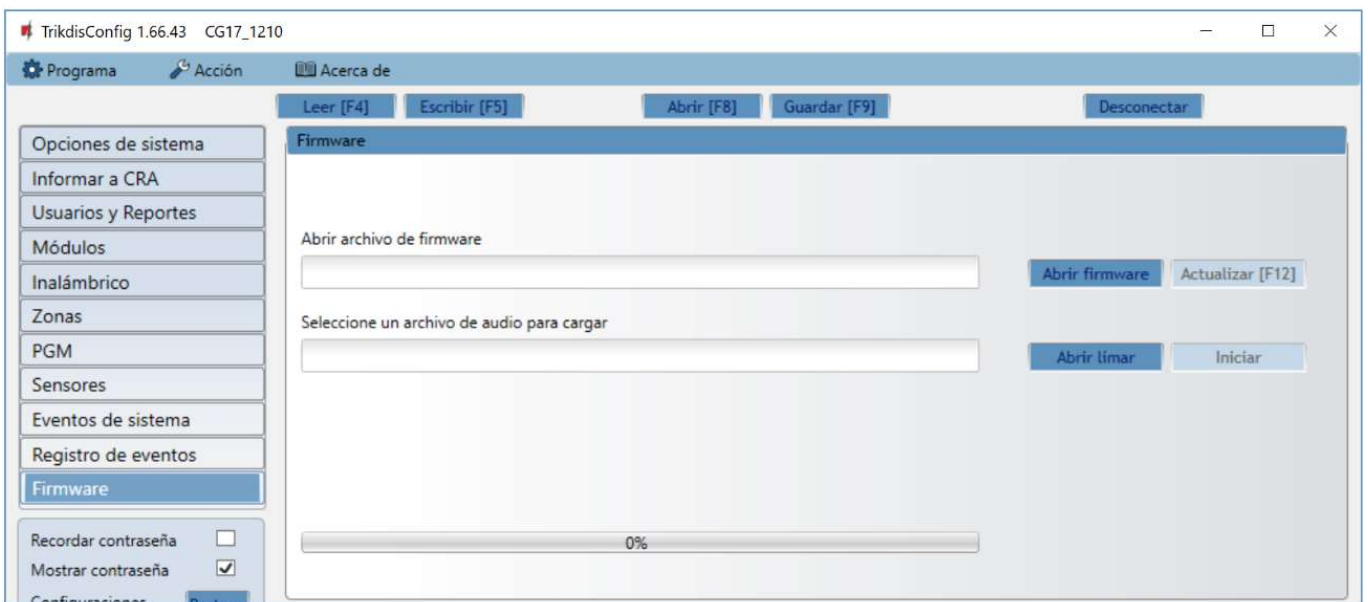 TrikdisConfig 1.66.43 CG17_1210
Programa Acción Acerca de
Leer [F4] Escribir [F5] Abrir [F8] Guardar [F9] Desconectar
Opciones de sistema
Informar a CRA
Usuarios y Reportes
Módulos
Inalámbrico
Zonas
PGM
Sensores
Eventos de sistema
Registro de eventos
Firmware
Recordar contraseña
Mostrar contraseña
Configuraciones
Firmware
Abrir archivo de firmware
Abrir firmware Actualizar [F12]
Seleccione un archivo de audio para cargar
Abrir límar Iniciar
0%